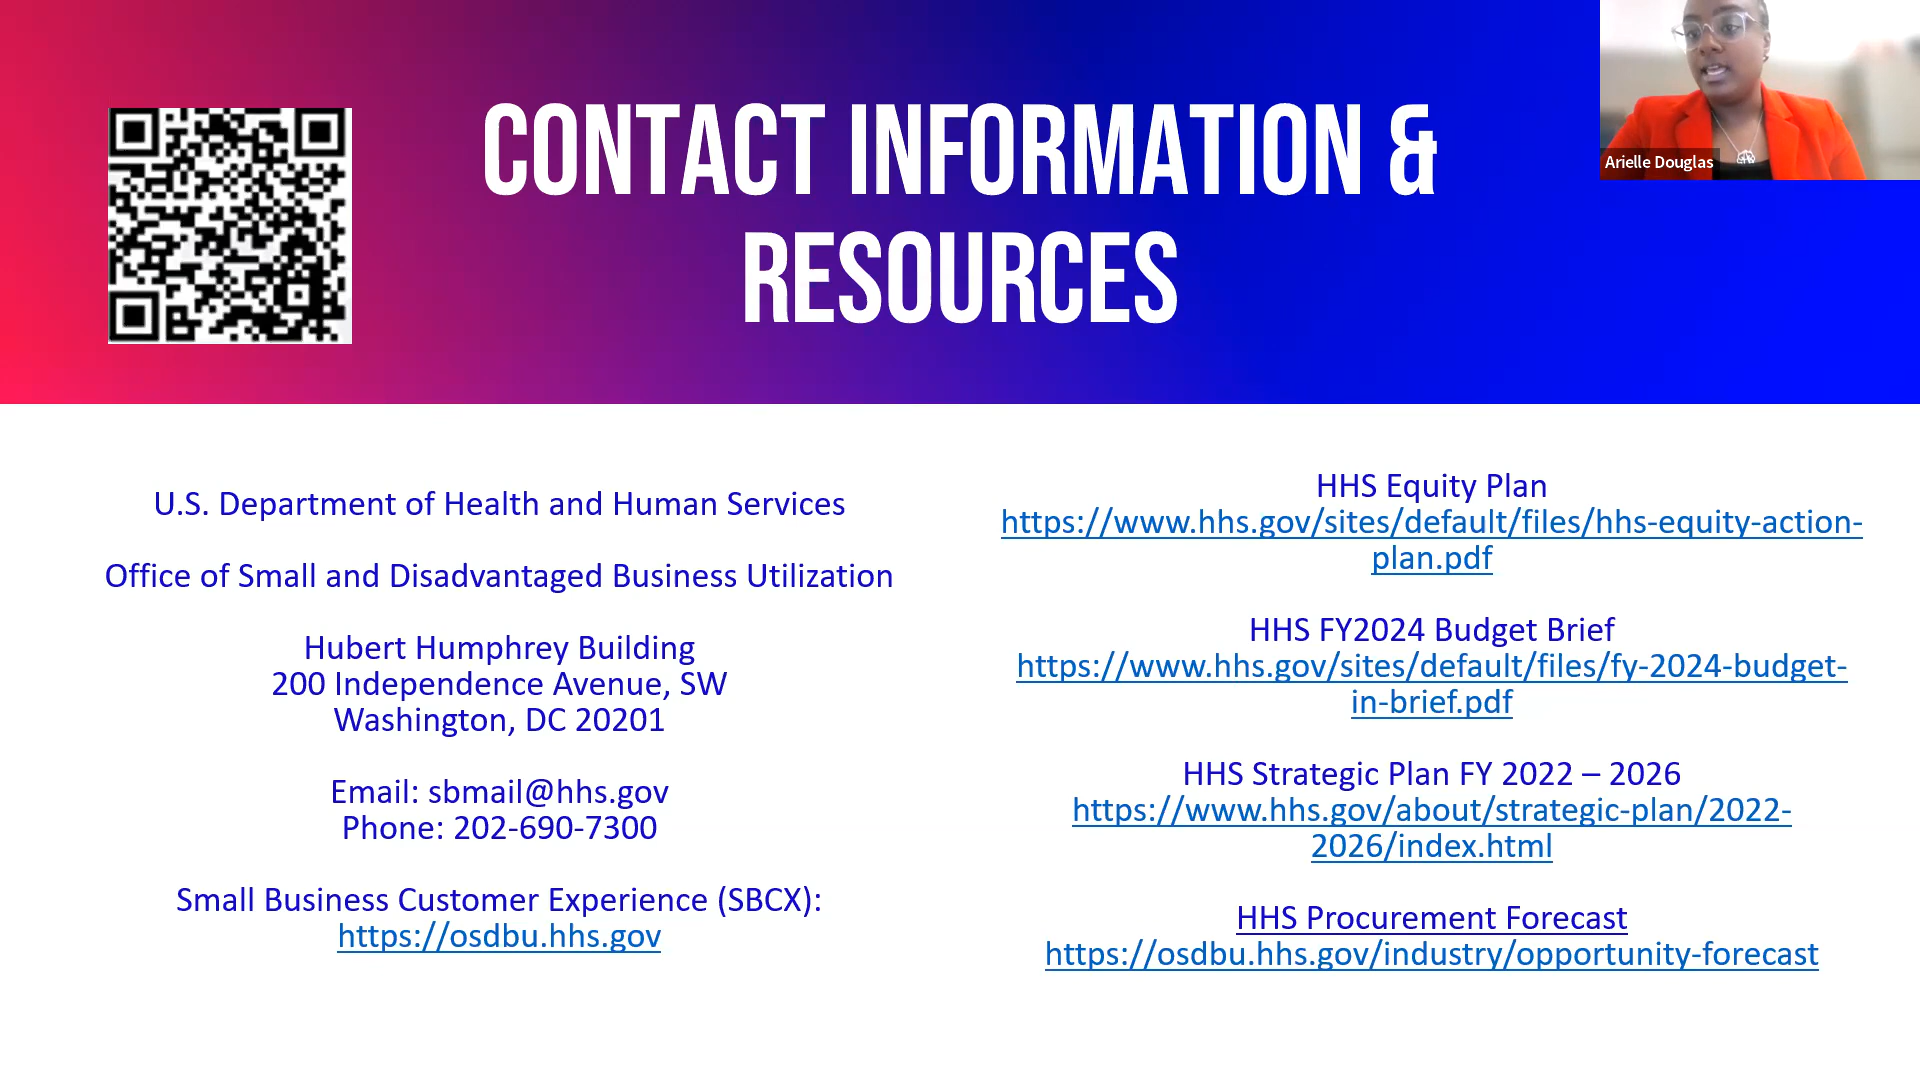 CONTACT INFORMATION &
RESOURCES
Arielle Douglas
U.S. Department of Health and Human Services
Office of Small and Disadvantaged Business Utilization
Hubert Humphrey Building
200 Independence Avenue, SW
Washington, DC 20201
Email: sbmail@hhs.gov
Phone: 202-690-7300
Small Business Customer Experience (SBCX):
https://osdbu.hhs.gov
HHS Equity Plan
https://www.hhs.gov/sites/default/files/hhs-equity-action-
plan.pdf
HHS FY2024 Budget Brief
https://www.hhs.gov/sites/default/files/fy-2024-budget-
in-brief.pdf
HHS Strategic Plan FY 2022 – 2026
https://www.hhs.gov/about/strategic-plan/2022-
2026/index.html
HHS Procurement Forecast
https://osdbu.hhs.gov/industry/opportunity-forecast